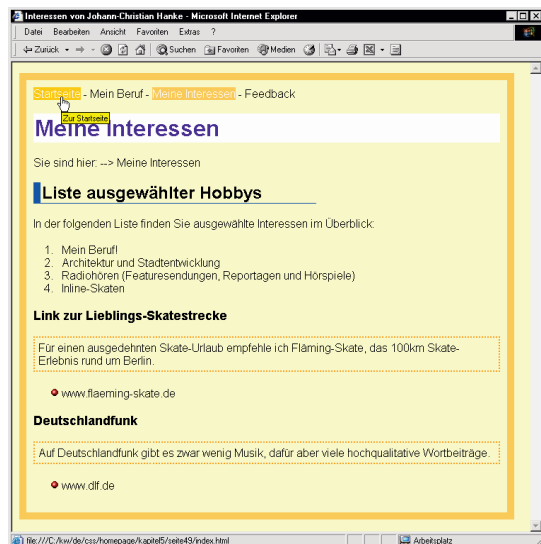 Interessen von Johann-Christian Hanke - Microsoft Internet Explorer
Datei Bearbeiten Ansicht Favoriten Extras ?
Zurück Suchen Favoriten Medien
Startseite - Mein Beruf - Meine Interessen - Feedback
Zur Startseite
Meine Interessen
Sie sind hier: --> Meine Interessen
Liste ausgewählter Hobbys
In der folgenden Liste finden Sie ausgewählte Interessen im Überblick:
1. Mein Beruf!
2. Architektur und Stadtentwicklung
3. Radiohören (Featuresendungen, Reportagen und Hörspiele)
4. Inline-Skaten
Link zur Lieblings-Skatestrecke
Für einen ausgedehnten Skate-Urlaub empfehle ich Fläming-Skate, das 100km Skate-
Erlebnis rund um Berlin.
www.flaeming-skate.de
Deutschlandfunk
Auf Deutschlandfunk gibt es zwar wenig Musik, dafür aber viele hochqualitative Wortbeiträge.
www.dlf.de
file:///C:/kw/de/css/homepage/kapitel5/seite49/index.html Arbeitsplatz